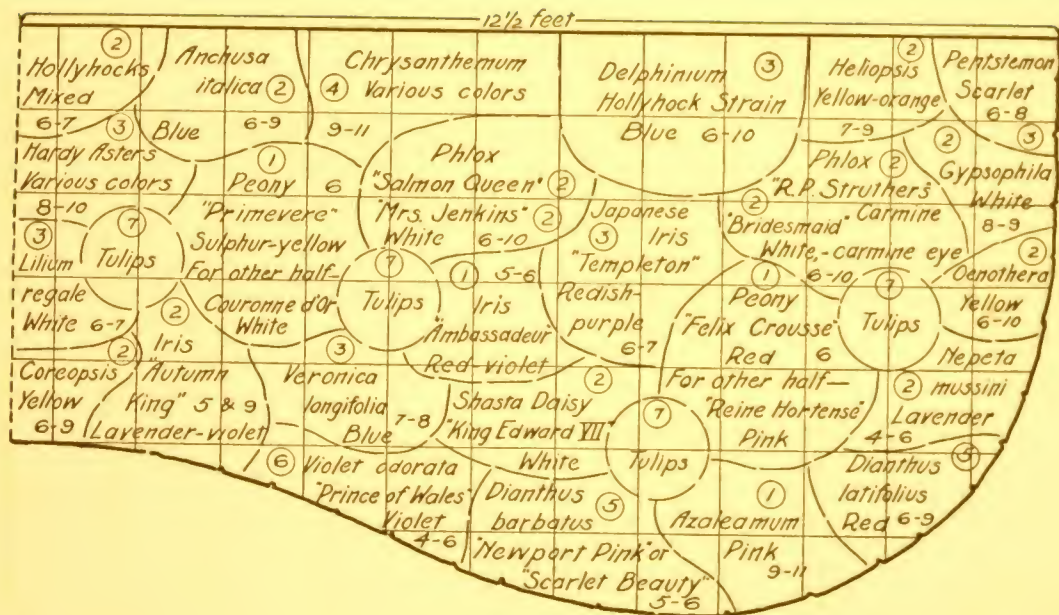 12 1/2 feet
②
Hollyhocks
Mixed
6-7
Anchusa
italica ②
Blue 6-9
Chrysanthemum
④ Various colors
9-11
Delphinium ③
Hollyhock Strain
Blue 6-10
②
Heliopsis
Yellow-orange
7-9
Pentstemon
Scarlet
6-8
③
③
Hardy Asters
Various colors
8-10
①
Peony 6
"Primevere"
Sulphur-yellow
For other half-
Couronne d'Or
White
Phlox
"Salmon Queen" ②
"Mrs. Jenkins" ②
White 6-10
Japanese
③ Iris
"Templeton"
Redish-
purple
6-7
Phlox ②
"R.P. Struthers"
Carmine
②
"Bridesmaid"
White,-carmine eye
6-10
②
Gypsophila
White
8-9
⑦
Tulips
③
Lilium
regale
White 6-7
⑦
Tulips
① 5-6
Iris
"Ambassadeur"
Red-violet
①
Peony
"Felix Crousse"
Red 6
For other half—
"Reine Hortense"
Pink
⑦
Tulips
②
Oenothera
Yellow
6-10
②
Iris
"Autumn
King" 5 & 9
Lavender-violet
②
Coreopsis
Yellow
6-9
③
Veronica
longifolia
Blue 7-8
②
Shasta Daisy
"King Edward VII"
White
⑦
Tulips
Nepeta
② mussini
Lavender
4-6
⑥ Violet odorata
"Prince of Wales"
Violet
4-6
Dianthus
barbatus ⑤
"Newport Pink" or
"Scarlet Beauty"
5-6
①
Azaleamum
Pink
9-11
Dianthus ⑤
latifolius
Red 6-9